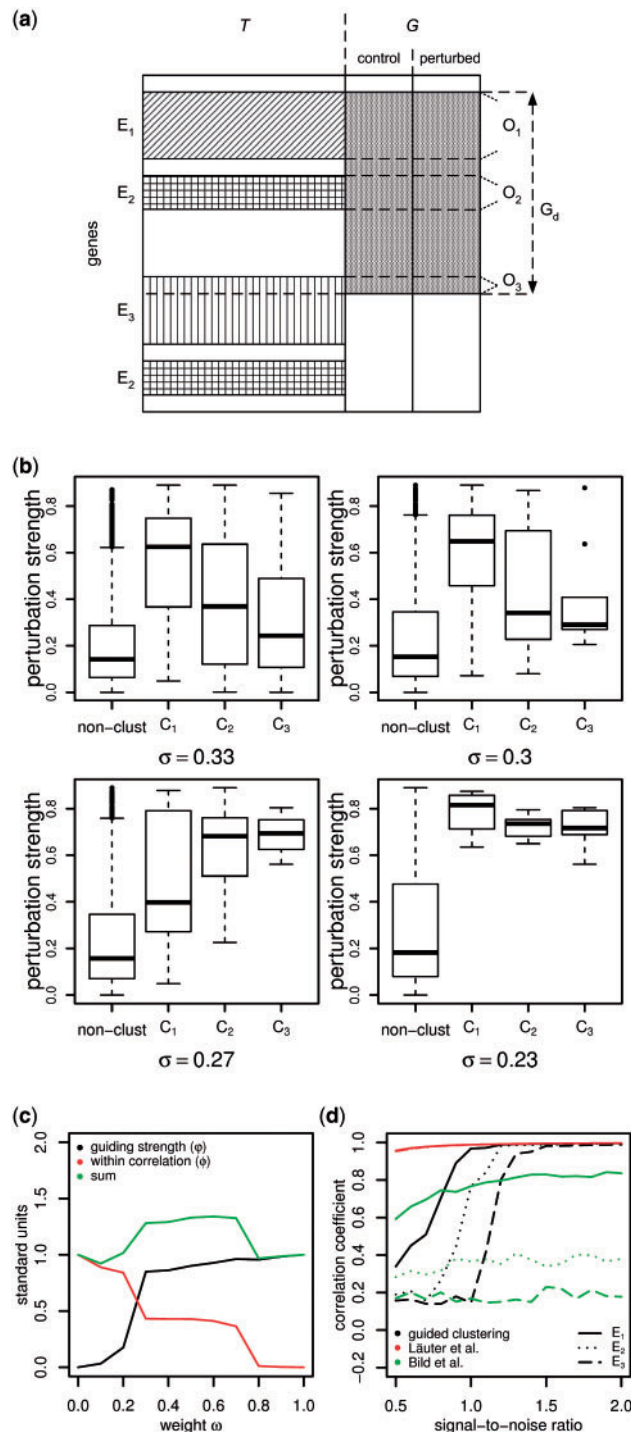 (a)
T G
control perturbed
E1 O1
E2 O2
Gd
genes
O3
E3
E2
(b)
perturbation strength
0.0 0.2 0.4 0.6 0.8
non-clust C1 C2 C3
σ = 0.33
perturbation strength
0.0 0.2 0.4 0.6 0.8
non-clust C1 C2 C3
σ = 0.3
perturbation strength
0.0 0.2 0.4 0.6 0.8
non-clust C1 C2 C3
σ = 0.27
perturbation strength
0.0 0.2 0.4 0.6 0.8
non-clust C1 C2 C3
σ = 0.23
(c)
standard units
0.0 0.5 1.0 1.5 2.0
guiding strength (φ)
within correlation (ϕ)
sum
0.0 0.2 0.4 0.6 0.8 1.0
weight ω
(d)
correlation coefficient
−0.2 0.0 0.2 0.4 0.6 0.8 1.0
guided clustering E1
Läuter et al. E2
Bild et al. E3
0.5 1.0 1.5 2.0
signal-to-noise ratio